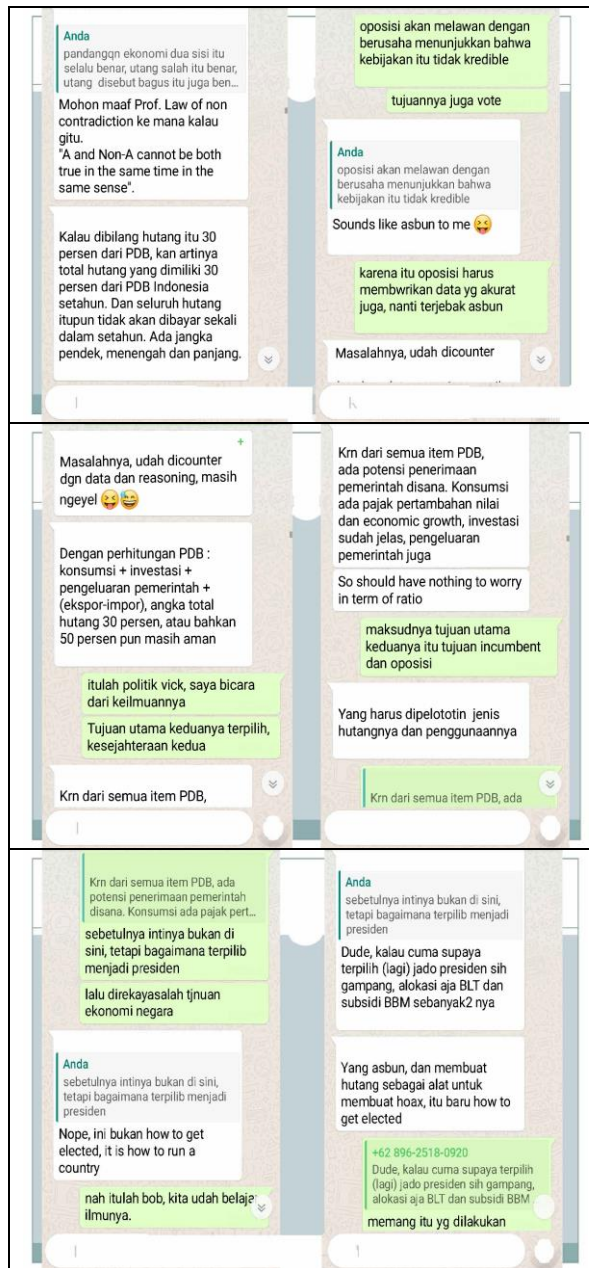 Anda
pandangqn ekonomi dua sisi itu
selalu benar, utang salah itu benar,
utang disebut bagus itu juga ben...
Mohon maaf Prof. Law of non
contradiction ke mana kalau
gitu.
"A and Non-A cannot be both
true in the same time in the
same sense".
Kalau dibilang hutang itu 30
persen dari PDB, kan artinya
total hutang yang dimiliki 30
persen dari PDB Indonesia
setahun. Dan seluruh hutang
itupun tidak akan dibayar sekali
dalam setahun. Ada jangka
pendek, menengah dan panjang.
oposisi akan melawan dengan
berusaha menunjukkan bahwa
kebijakan itu tidak kredible
tujuannya juga vote
Anda
oposisi akan melawan dengan
berusaha menunjukkan bahwa
kebijakan itu tidak kredible
Sounds like asbun to me 😝
karena itu oposisi harus
membwrikan data yg akurat
juga, nanti terjebak asbun
Masalahnya, udah dicounter
Masalahnya, udah dicounter
dgn data dan reasoning, masih
ngeyel 😝😅
Dengan perhitungan PDB :
konsumsi + investasi +
pengeluaran pemerintah +
(ekspor-impor), angka total
hutang 30 persen, atau bahkan
50 persen pun masih aman
itulah politik vick, saya bicara
dari keilmuannya
Tujuan utama keduanya terpilih,
kesejahteraan kedua
Krn dari semua item PDB,
Krn dari semua item PDB,
ada potensi penerimaan
pemerintah disana. Konsumsi
ada pajak pertambahan nilai
dan economic growth, investasi
sudah jelas, pengeluaran
pemerintah juga
So should have nothing to worry
in term of ratio
maksudnya tujuan utama
keduanya itu tujuan incumbent
dan oposisi
Yang harus dipelototin jenis
hutangnya dan penggunaannya
Krn dari semua item PDB, ada
Krn dari semua item PDB, ada
potensi penerimaan pemerintah
disana. Konsumsi ada pajak pert...
sebetulnya intinya bukan di
sini, tetapi bagaimana terpilib
menjadi presiden
lalu direkayasalah tjnuan
ekonomi negara
Anda
sebetulnya intinya bukan di sini,
tetapi bagaimana terpilib menjadi
presiden
Nope, ini bukan how to get
elected, it is how to run a
country
nah itulah bob, kita udah belajar
ilmunya.
Anda
sebetulnya intinya bukan di sini,
tetapi bagaimana terpilib menjadi
presiden
Dude, kalau cuma supaya
terpilih (lagi) jado presiden sih
gampang, alokasi aja BLT dan
subsidi BBM sebanyak2 nya
Yang asbun, dan membuat
hutang sebagai alat untuk
membuat hoax, itu baru how to
get elected
+62 896-2518-0920
Dude, kalau cuma supaya terpilih
(lagi) jado presiden sih gampang,
alokasi aja BLT dan subsidi BBM
memang itu yg dilakukan